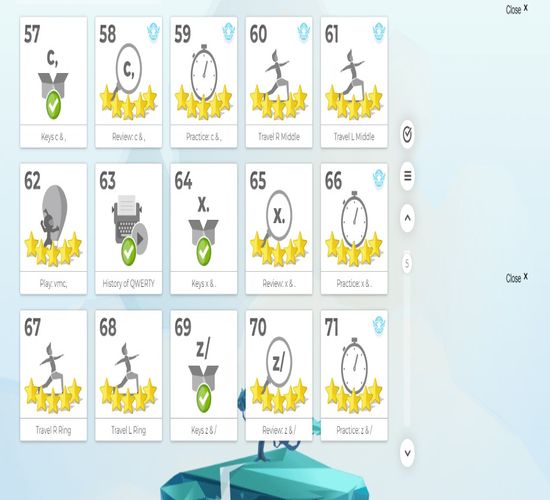 Close x
57
c,
Keys c & ,
58
c,
Review: c & ,
59
Practice: c & ,
60
Travel R Middle
61
Travel L Middle
62
Play: vmc,
63
History of QWERTY
64
x.
Keys x & .
65
x.
Review: x & .
66
Practice: x & .
5
Close x
67
Travel R Ring
68
Travel L Ring
69
z/
Keys z & /
70
z/
Review: z & /
71
Practice: z & /